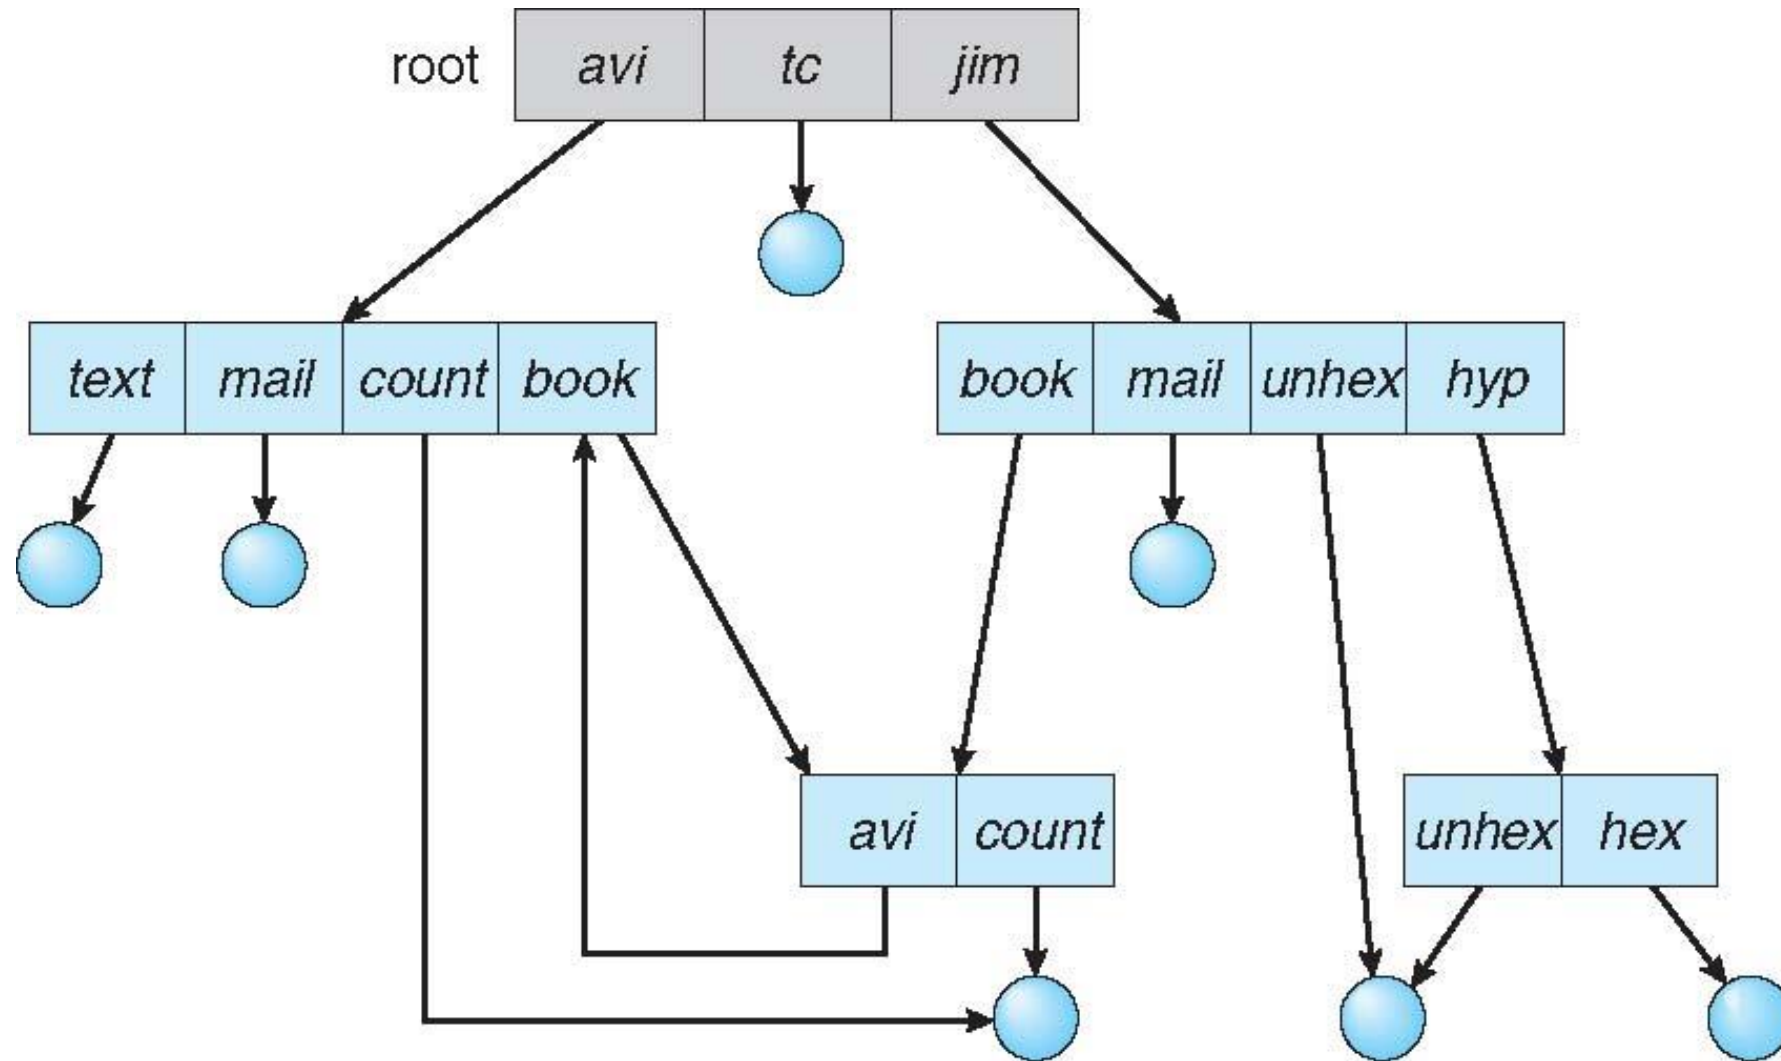 root avi tc jim
text mail count book
book mail unhex hyp
avi count
unhex hex